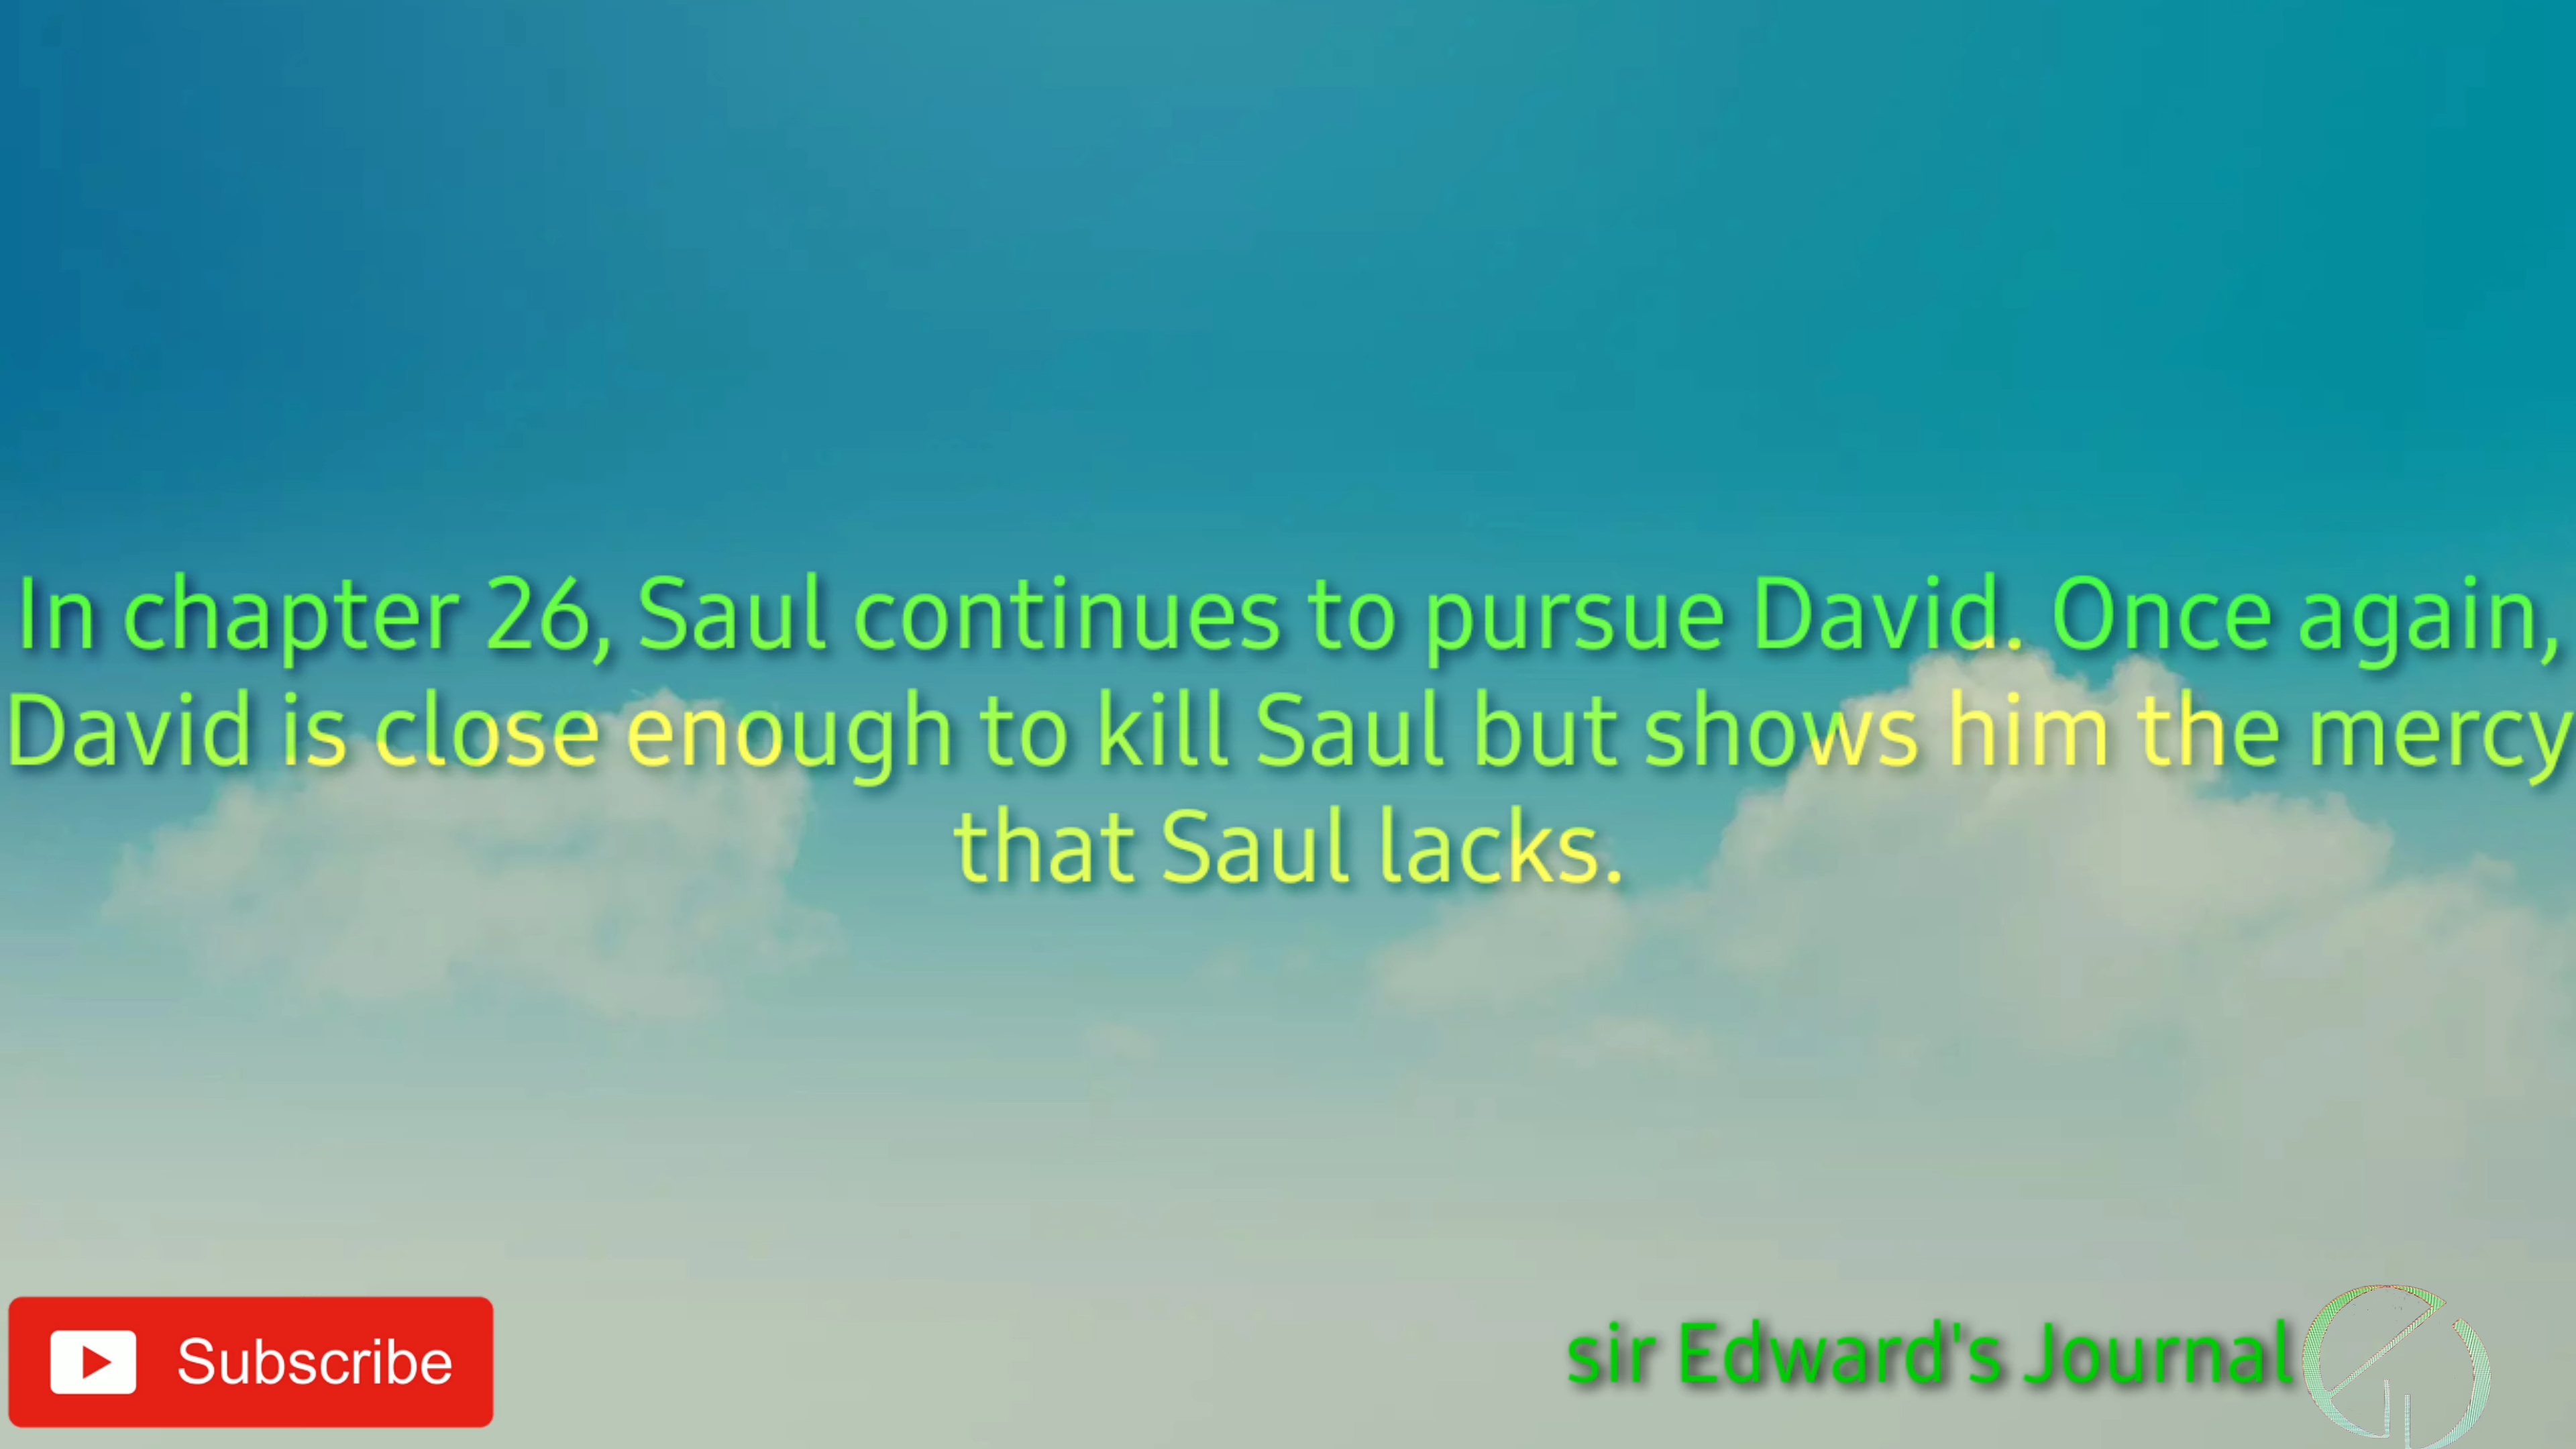 In chapter 26, Saul continues to pursue David. Once again,
David is close enough to kill Saul but shows him the mercy
that Saul lacks.
Subscribe
sir Edward's Journal